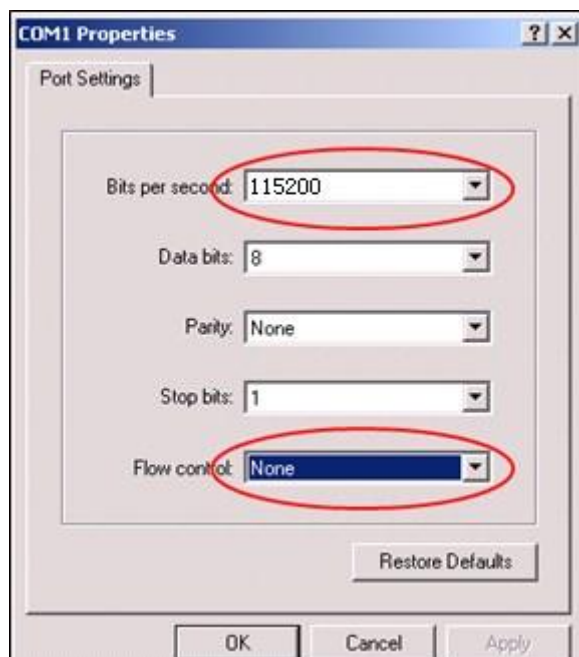 COM1 Properties
Port Settings
Bits per second: 115200
Data bits: 8
Parity: None
Stop bits: 1
Flow control: None
Restore Defaults
OK Cancel Apply